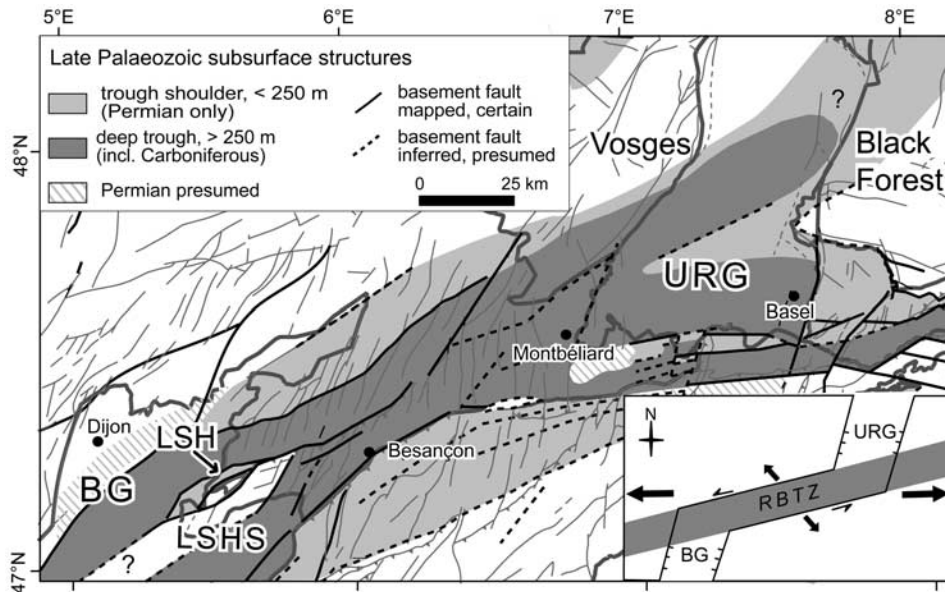 5°E
6°E
7°E
8°E
Late Palaeozoic subsurface structures
trough shoulder, < 250 m
(Permian only)
deep trough, > 250 m
(incl. Carboniferous)
Permian presumed
basement fault
mapped, certain
basement fault
inferred, presumed
0 25 km
48°N
47°N
?
Vosges
Black
Forest
URG
Basel
Montbéliard
Dijon
LSH
BG
Besançon
LSHS
?
N
URG
RBTZ
BG